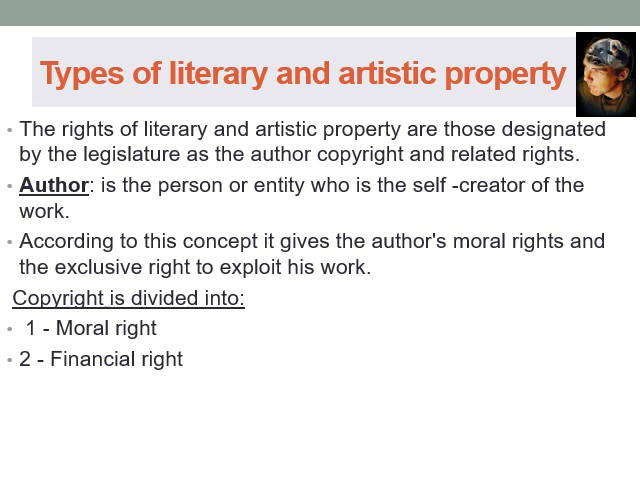 Types of literary and artistic property
• The rights of literary and artistic property are those designated
by the legislature as the author copyright and related rights.
• Author: is the person or entity who is the self -creator of the
work.
• According to this concept it gives the author's moral rights and
the exclusive right to exploit his work.
Copyright is divided into:
• 1 - Moral right
• 2 - Financial right